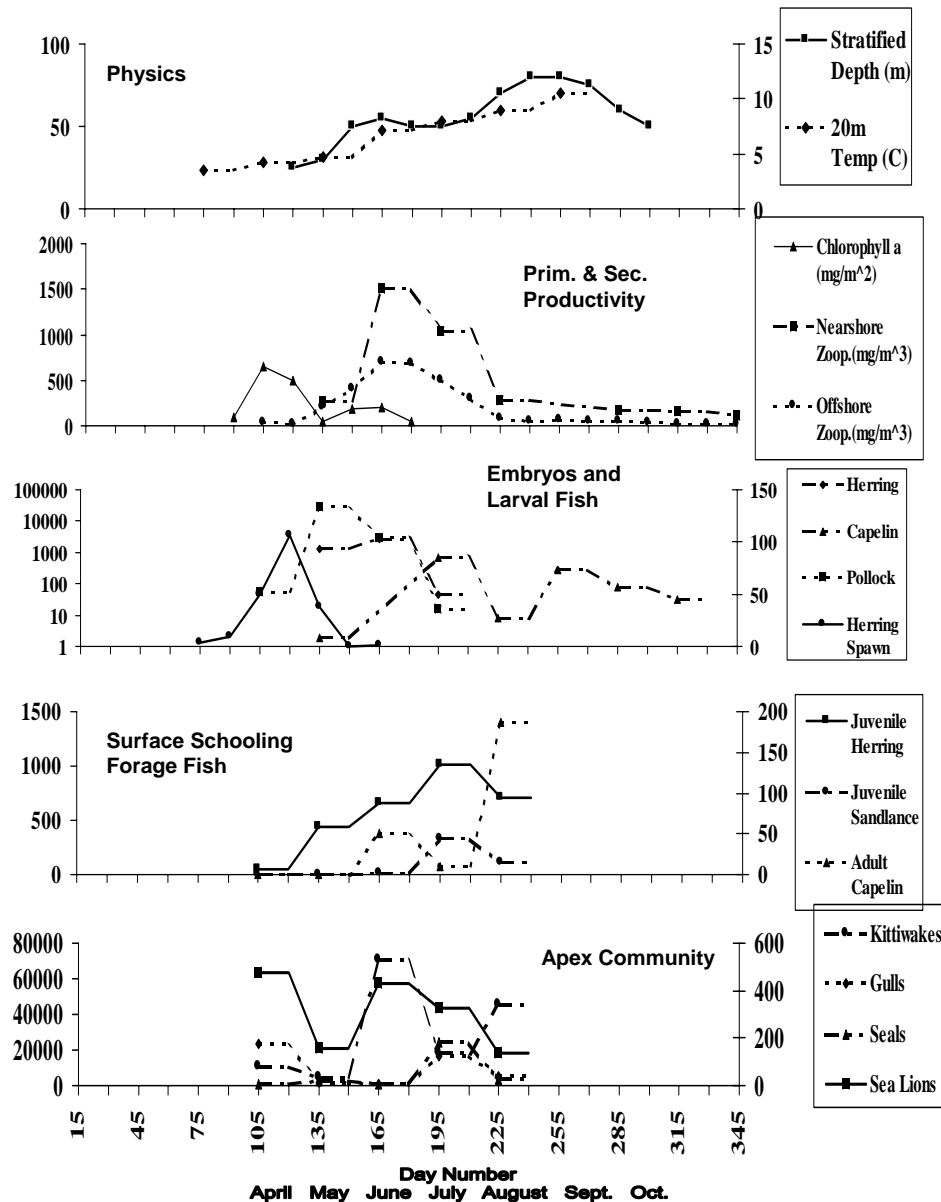 100
50
0
Physics
15
10
5
0
Stratified
Depth (m)
20m
Temp (C)
2000
1500
1000
500
0
Prim. & Sec.
Productivity
Chlorophyll a
(mg/m^2)
Nearshore
Zoop.(mg/m^3)
Offshore
Zoop.(mg/m^3)
Embryos and
Larval Fish
100000
10000
1000
100
10
1
150
100
50
0
Herring
Capelin
Pollock
Herring
Spawn
1500
1000
500
0
Surface Schooling
Forage Fish
200
150
100
50
0
Juvenile
Herring
Juvenile
Sandlance
Adult
Capelin
80000
60000
40000
20000
0
Apex Community
600
400
200
0
Kittiwakes
Gulls
Seals
Sea Lions
15 45 75 105 135 165 195 225 255 285 315 345
Day Number
April May June July August Sept. Oct.